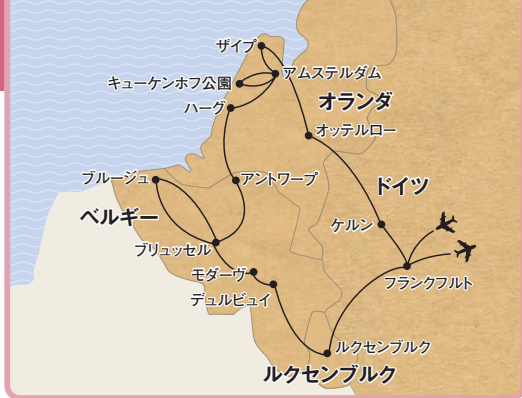 ザイプ
アムステルダム
キューケンホフ公園
オランダ
ハーグ
オッテルロー
ブルージュ
アントワープ
ドイツ
ベルギー
ケルン
ブリュッセル
モダーヴ
フランクフルト
デュルビュイ
ルクセンブルク
ルクセンブルク